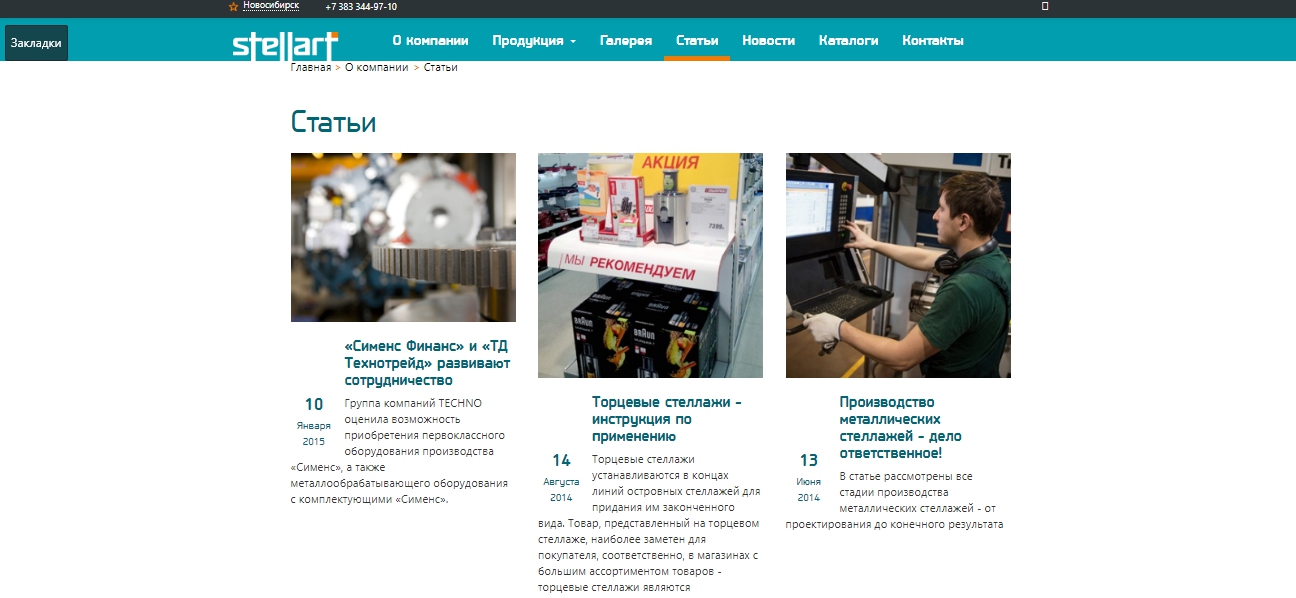 Новосибирск +7 383 344-97-10
Закладки
stellart
О компании Продукция Галерея Статьи Новости Каталоги Контакты
Главная > О компании > Статьи
Статьи
АКЦИЯ
МЫ РЕКОМЕНДУЕМ
BRAUN
BRAUN
«Сименс Финанс» и «ТД
Технотрейд» развивают
сотрудничество
10
Января
2015
Группа компаний TECHNO
оценила возможность
приобретения первоклассного
оборудования производства
«Сименс», а также
металлообрабатывающего оборудования
с комплектующими «Сименс».
Торцевые стеллажи -
инструкция по
применению
14
Августа
2014
Торцевые стеллажи
устанавливаются в концах
линий островных стеллажей для
придания им законченного
вида. Товар, представленный на торцевом
стеллаже, наиболее заметен для
покупателя, соответственно, в магазинах с
большим ассортиментом товаров -
торцевые стеллажи являются
Производство
металлических
стеллажей - дело
ответственное!
13
Июня
2014
В статье рассмотрены все
стадии производства
металлических стеллажей - от
проектирования до конечного результата